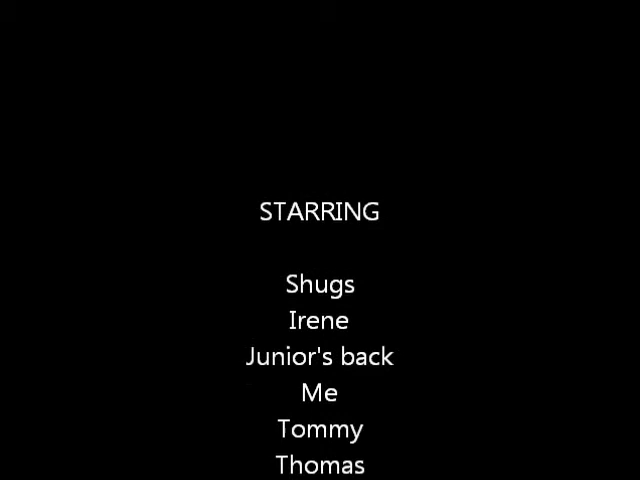 STARRING
Shugs
Irene
Junior's back
Me
Tommy
Thomas